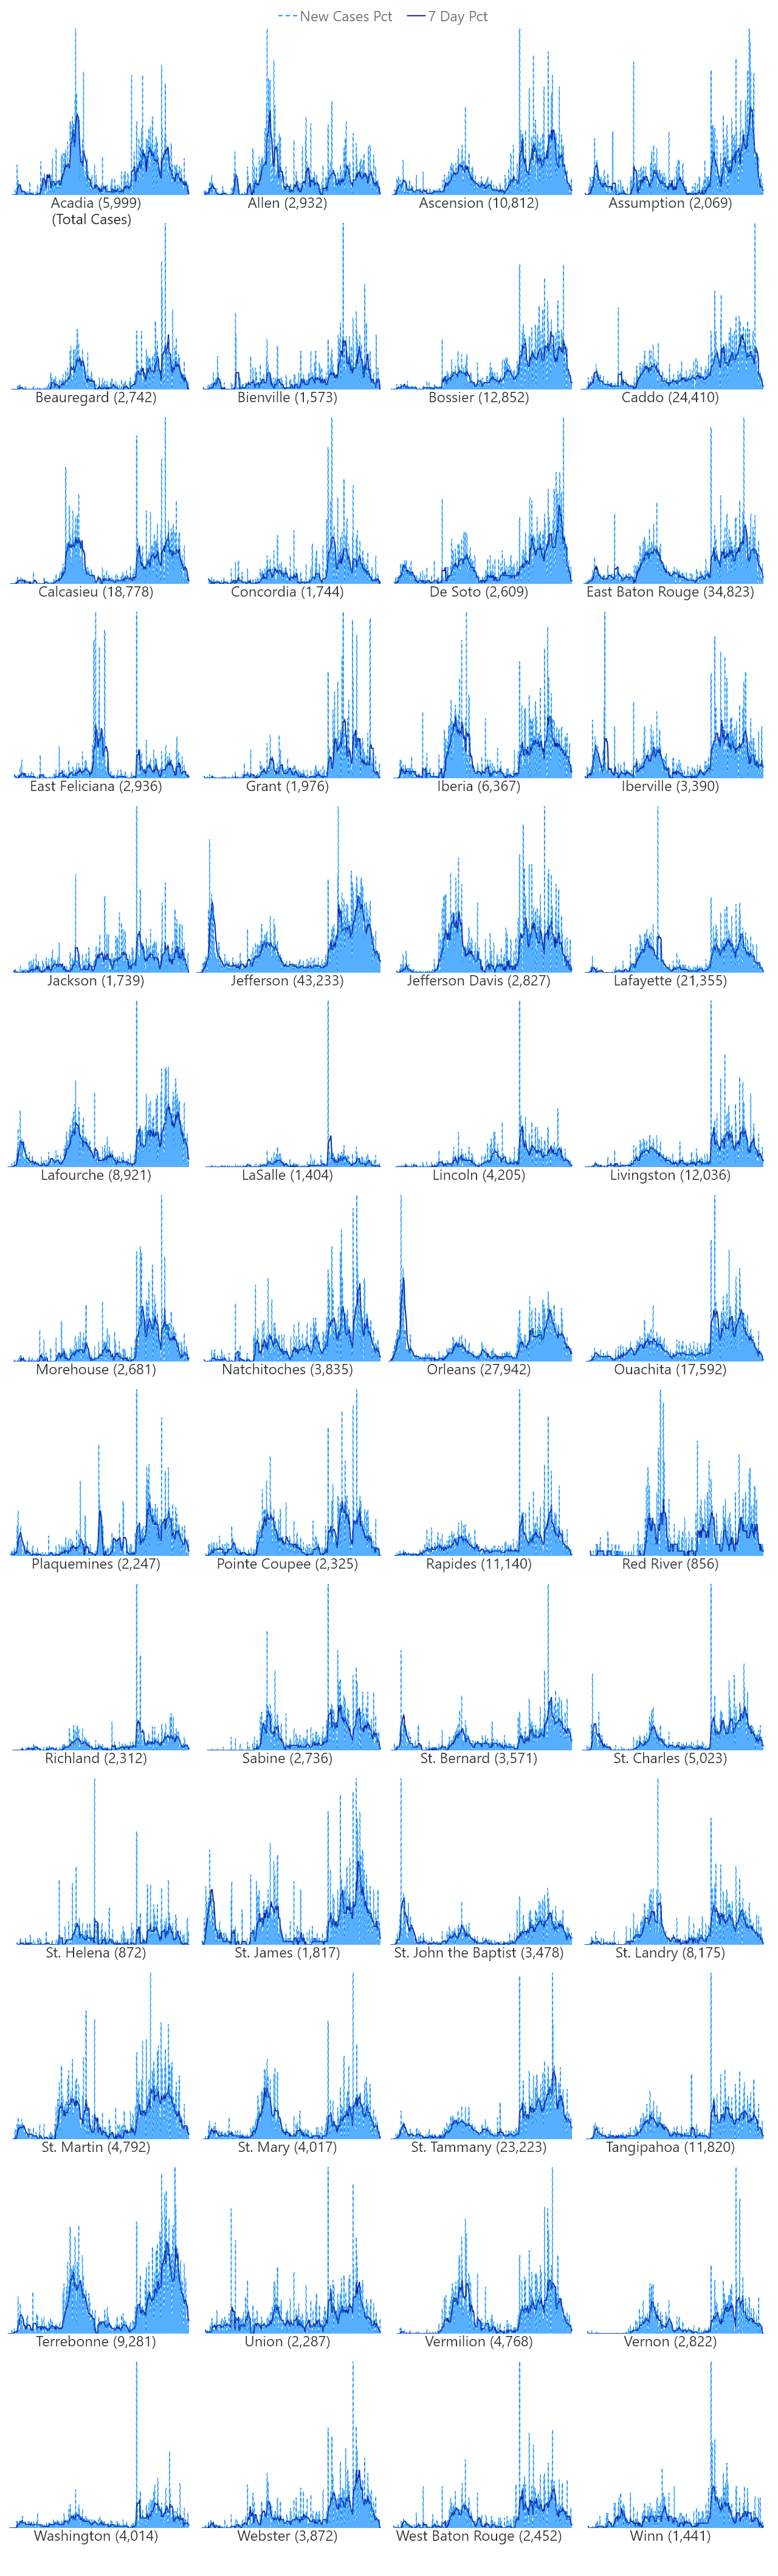 New Cases Pct 7 Day Pct
Acadia (5,999) Allen (2,932) Ascension (10,812) Assumption (2,069)
(Total Cases)
Beauregard (2,742) Bienville (1,573) Bossier (12,852) Caddo (24,410)
Calcasieu (18,778) Concordia (1,744) De Soto (2,609) East Baton Rouge (34,823)
East Feliciana (2,936) Grant (1,976) Iberia (6,367) Iberville (3,390)
Jackson (1,739) Jefferson (43,233) Jefferson Davis (2,827) Lafayette (21,355)
Lafourche (8,921) LaSalle (1,404) Lincoln (4,205) Livingston (12,036)
Morehouse (2,681) Natchitoches (3,835) Orleans (27,942) Ouachita (17,592)
Plaquemines (2,247) Pointe Coupee (2,325) Rapides (11,140) Red River (856)
Richland (2,312) Sabine (2,736) St. Bernard (3,571) St. Charles (5,023)
St. Helena (872) St. James (1,817) St. John the Baptist (3,478) St. Landry (8,175)
St. Martin (4,792) St. Mary (4,017) St. Tammany (23,223) Tangipahoa (11,820)
Terrebonne (9,281) Union (2,287) Vermilion (4,768) Vernon (2,822)
Washington (4,014) Webster (3,872) West Baton Rouge (2,452) Winn (1,441)